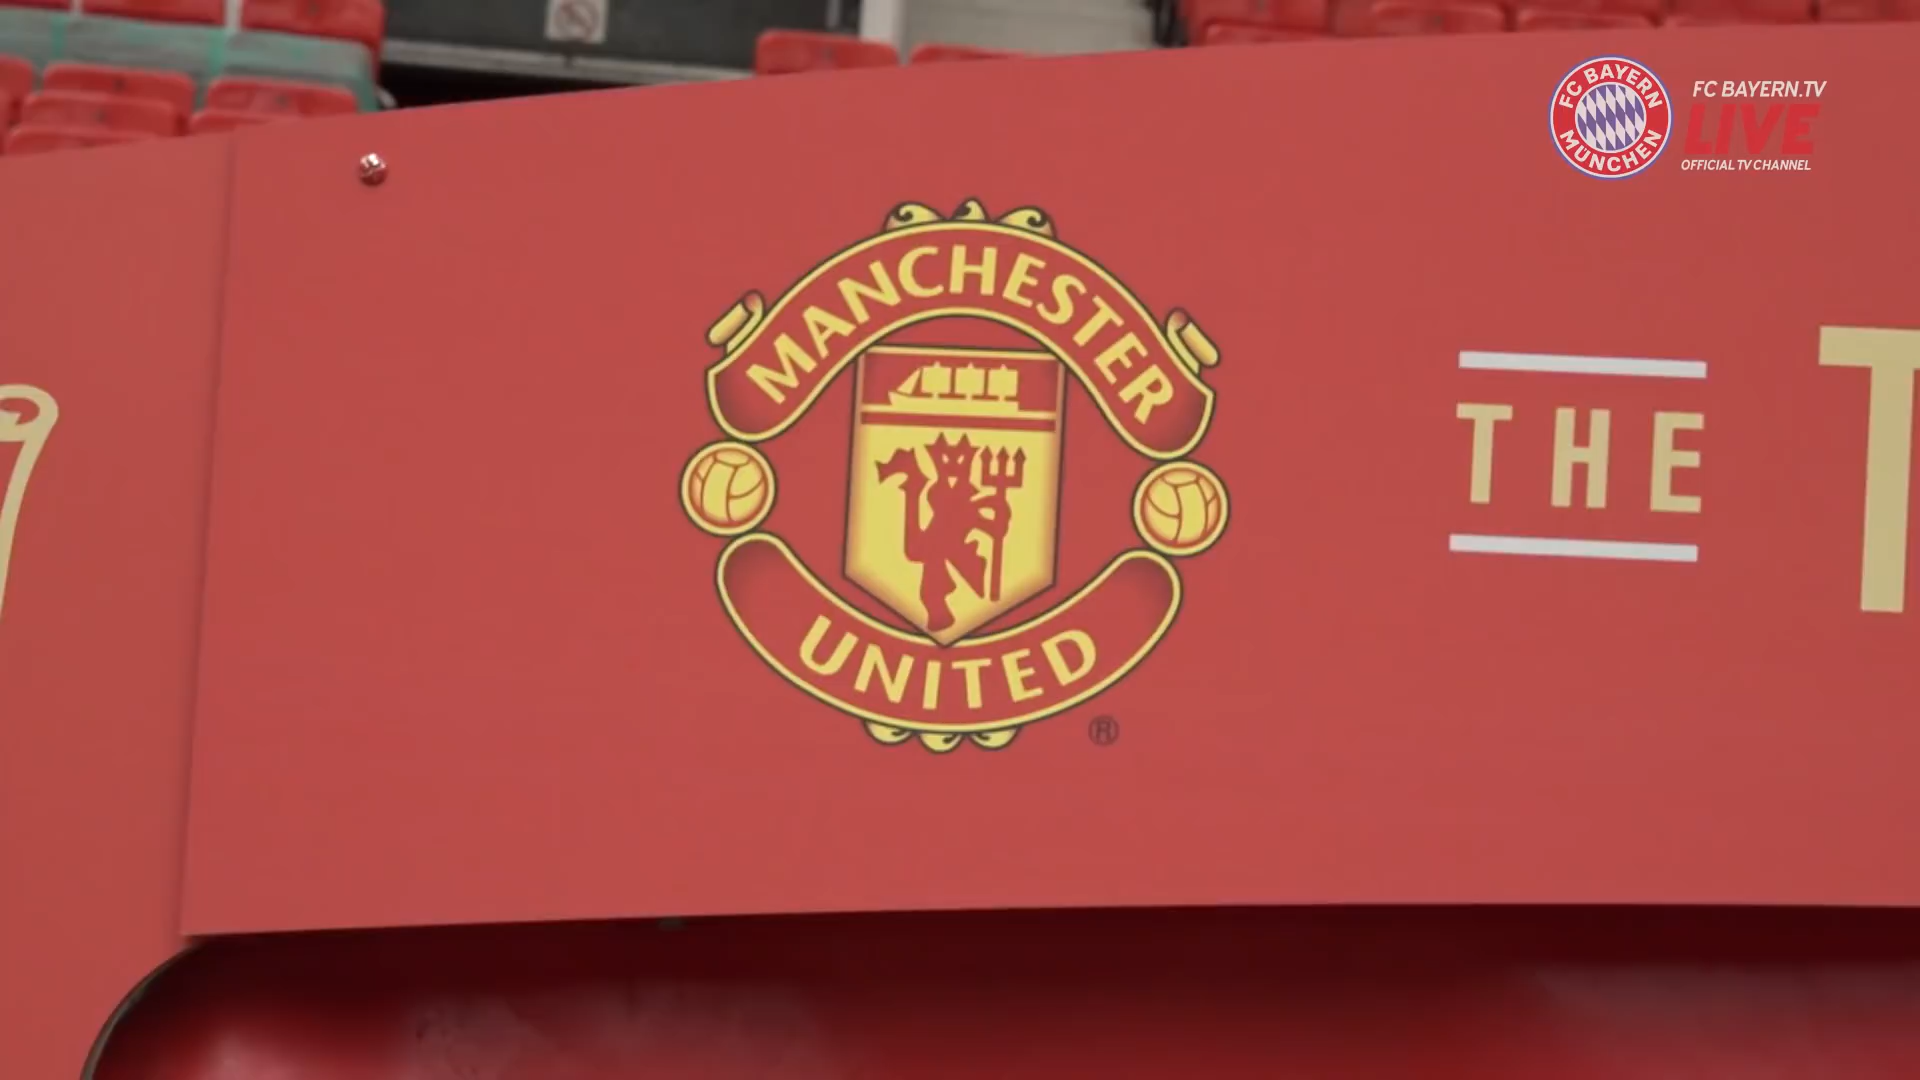 FC BAYERN
MÜNCHEN
FC BAYERN.TV
LIVE
OFFICIAL TV CHANNEL
MANCHESTER
UNITED
®
THE